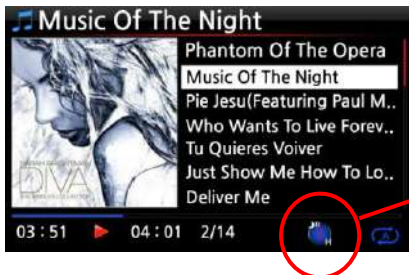 Music Of The Night
Phantom Of The Opera
Music Of The Night
Pie Jesu(Featuring Paul M..
Who Wants To Live Forev..
Tu Quieres Voiver
Just Show Me How To Lo..
Deliver Me
DIVA
03 : 51 04 : 01 2/14